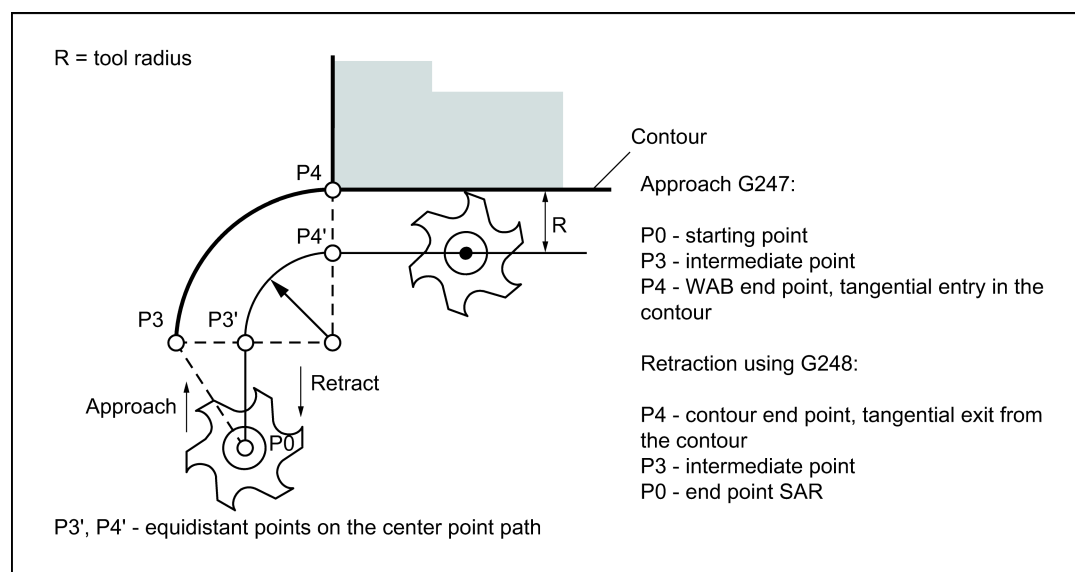 R = tool radius
Contour
P4
Approach G247:
R
P4'
P0 - starting point
P3 - intermediate point
P4 - WAB end point, tangential entry in the
contour
P3
P3'
Retraction using G248:
Retract
Approach
P4 - contour end point, tangential exit from
the contour
P0
P3 - intermediate point
P0 - end point SAR
P3', P4' - equidistant points on the center point path